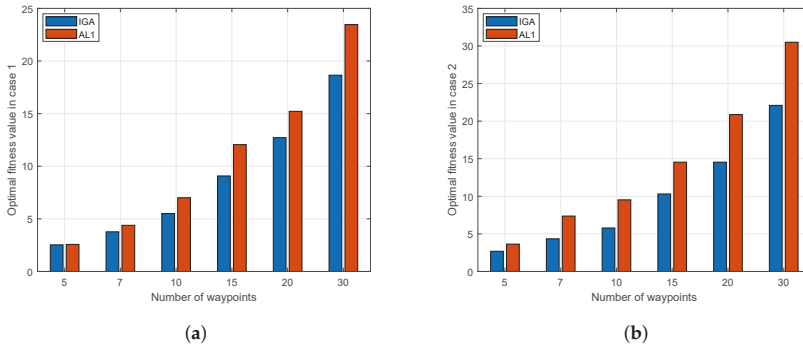 25
20
15
10
5
0
Optimal fitness value in case 1
IGA
AL1
5 7 10 15 20 30
Number of waypoints
(a)
35
30
25
20
15
10
5
0
Optimal fitness value in case 2
IGA
AL1
5 7 10 15 20 30
Number of waypoints
(b)